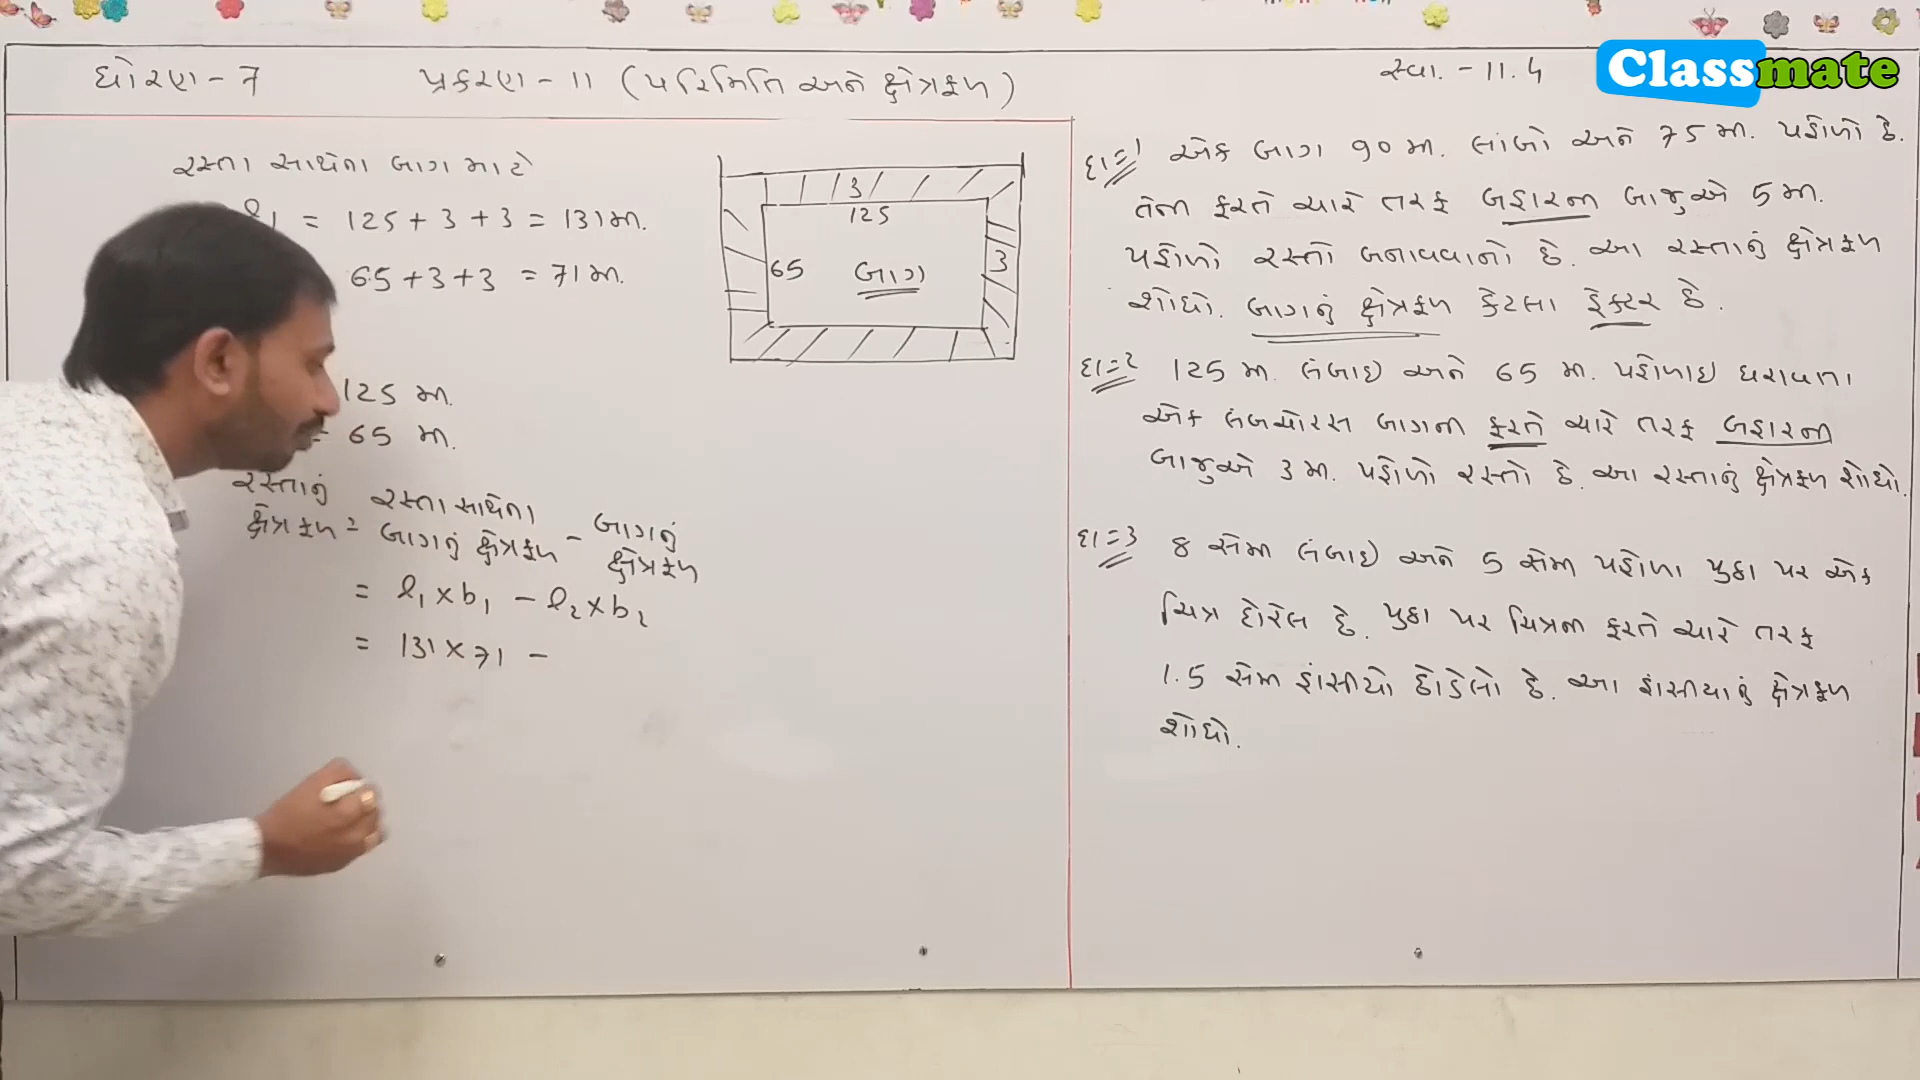 ધોરણ - 7
પ્રકરણ - 11 (પરિમિતિ અને ક્ષેત્રફળ)
સ્વા. - 11.4
Classmate
રસ્તા સાથેના બાગ માટે
l₁ = 125 + 3 + 3 = 131 મી.
65 + 3 + 3 = 71 મી.
125 મી.
= 65 મી.
રસ્તાનું ક્ષેત્રફળ = રસ્તા સાથેના બાગનું ક્ષેત્રફળ - બાગનું ક્ષેત્રફળ
= l₁ × b₁ - l₂ × b₂
= 131 × 71 -
3
125
65 બાગ 3
દા=1 એક બાગ 90 મી. લાંબો અને 75 મી. પહોળો છે.
તેની ફરતે ચારે તરફ બહારની બાજુએ 5 મી.
પહોળો રસ્તો બનાવવાનો છે. આ રસ્તાનું ક્ષેત્રફળ
શોધો. બાગનું ક્ષેત્રફળ કેટલા હેક્ટર છે.
દા=2 125 મી. લંબાઇ અને 65 મી. પહોળાઇ ધરાવતા
એક લંબચોરસ બાગની ફરતે ચારે તરફ બહારની
બાજુએ 3 મી. પહોળો રસ્તો છે. આ રસ્તાનું ક્ષેત્રફળ શોધો.
દા=3 8 સેમી લંબાઇ અને 5 સેમી પહોળા પુઠા પર એક
ચિત્ર દોરેલ છે. પુઠા પર ચિત્રની ફરતે ચારે તરફ
1.5 સેમી હાંસીયો છોડેલો છે. આ હાંસીયાનું ક્ષેત્રફળ
શોધો.